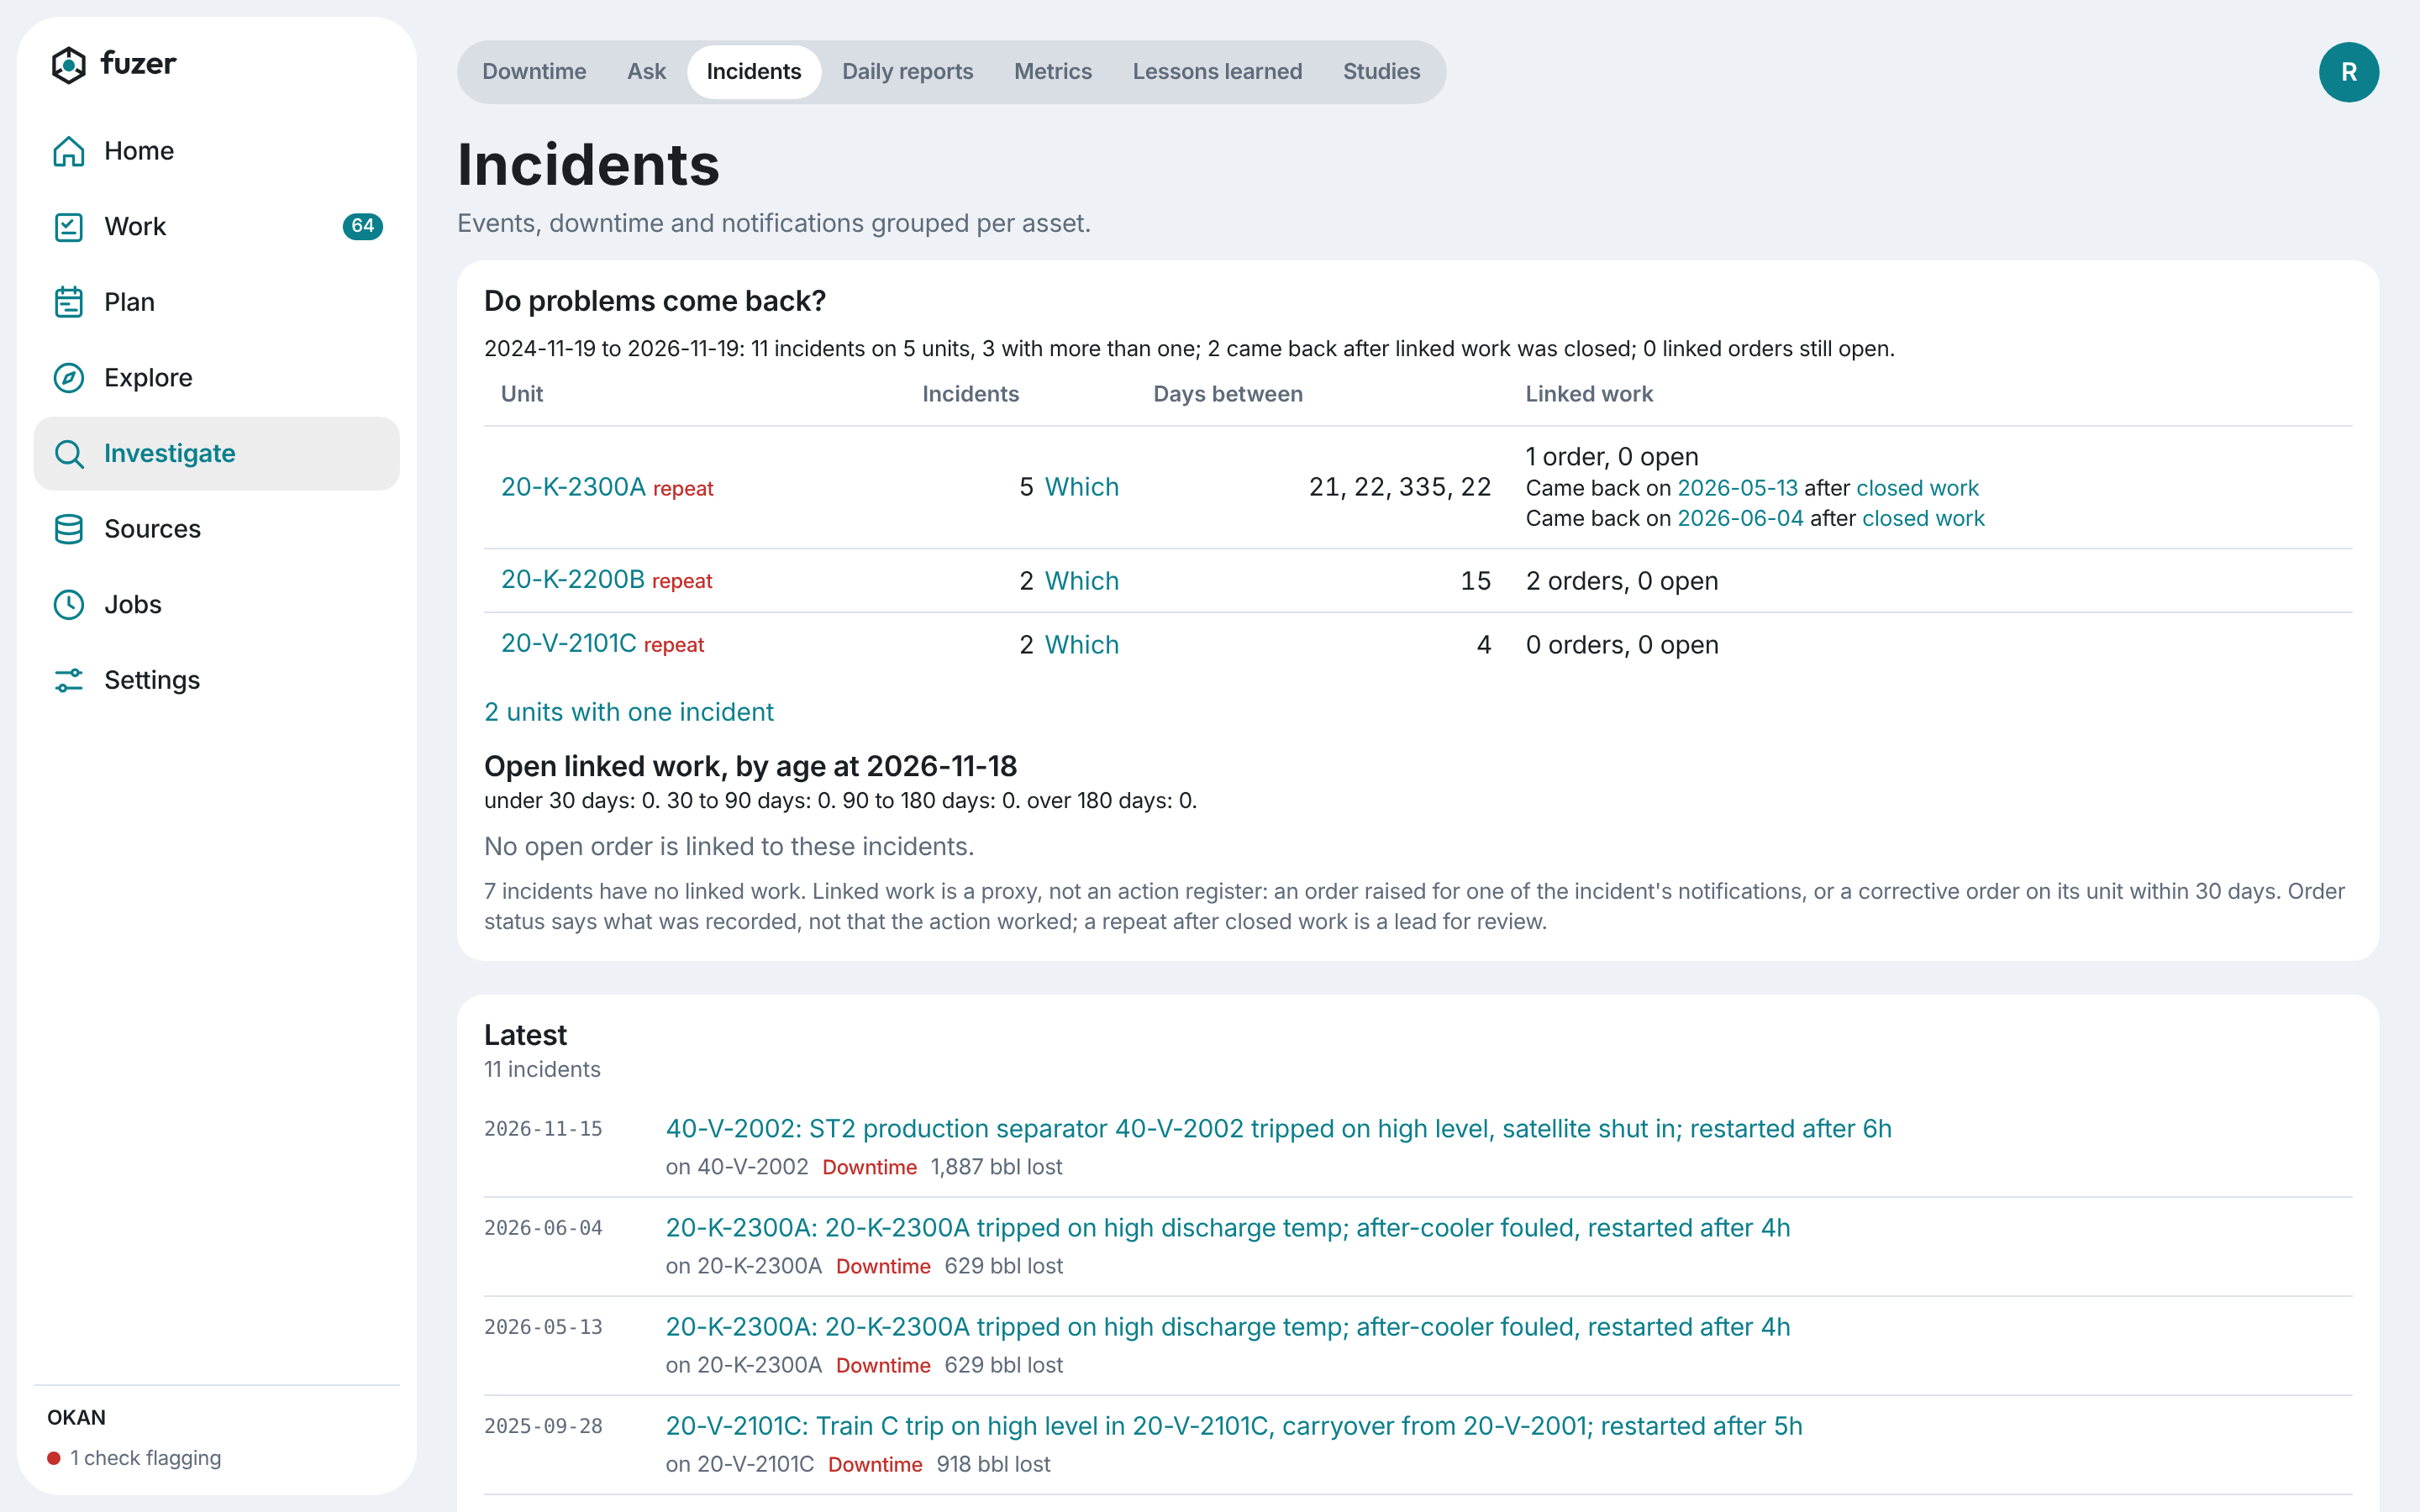 fuzer
Home
Work 64
Plan
Explore
Investigate
Sources
Jobs
Settings
OKAN
1 check flagging
Downtime Ask Incidents Daily reports Metrics Lessons learned Studies
R
Incidents
Events, downtime and notifications grouped per asset.
Do problems come back?
2024-11-19 to 2026-11-19: 11 incidents on 5 units, 3 with more than one; 2 came back after linked work was closed; 0 linked orders still open.
Unit Incidents Days between Linked work
20-K-2300A repeat 5 Which 21, 22, 335, 22 1 order, 0 open
Came back on 2026-05-13 after closed work
Came back on 2026-06-04 after closed work
20-K-2200B repeat 2 Which 15 2 orders, 0 open
20-V-2101C repeat 2 Which 4 0 orders, 0 open
2 units with one incident
Open linked work, by age at 2026-11-18
under 30 days: 0. 30 to 90 days: 0. 90 to 180 days: 0. over 180 days: 0.
No open order is linked to these incidents.
7 incidents have no linked work. Linked work is a proxy, not an action register: an order raised for one of the incident's notifications, or a corrective order on its unit within 30 days. Order
status says what was recorded, not that the action worked; a repeat after closed work is a lead for review.
Latest
11 incidents
2026-11-15 40-V-2002: ST2 production separator 40-V-2002 tripped on high level, satellite shut in; restarted after 6h
on 40-V-2002 Downtime 1,887 bbl lost
2026-06-04 20-K-2300A: 20-K-2300A tripped on high discharge temp; after-cooler fouled, restarted after 4h
on 20-K-2300A Downtime 629 bbl lost
2026-05-13 20-K-2300A: 20-K-2300A tripped on high discharge temp; after-cooler fouled, restarted after 4h
on 20-K-2300A Downtime 629 bbl lost
2025-09-28 20-V-2101C: Train C trip on high level in 20-V-2101C, carryover from 20-V-2001; restarted after 5h
on 20-V-2101C Downtime 918 bbl lost